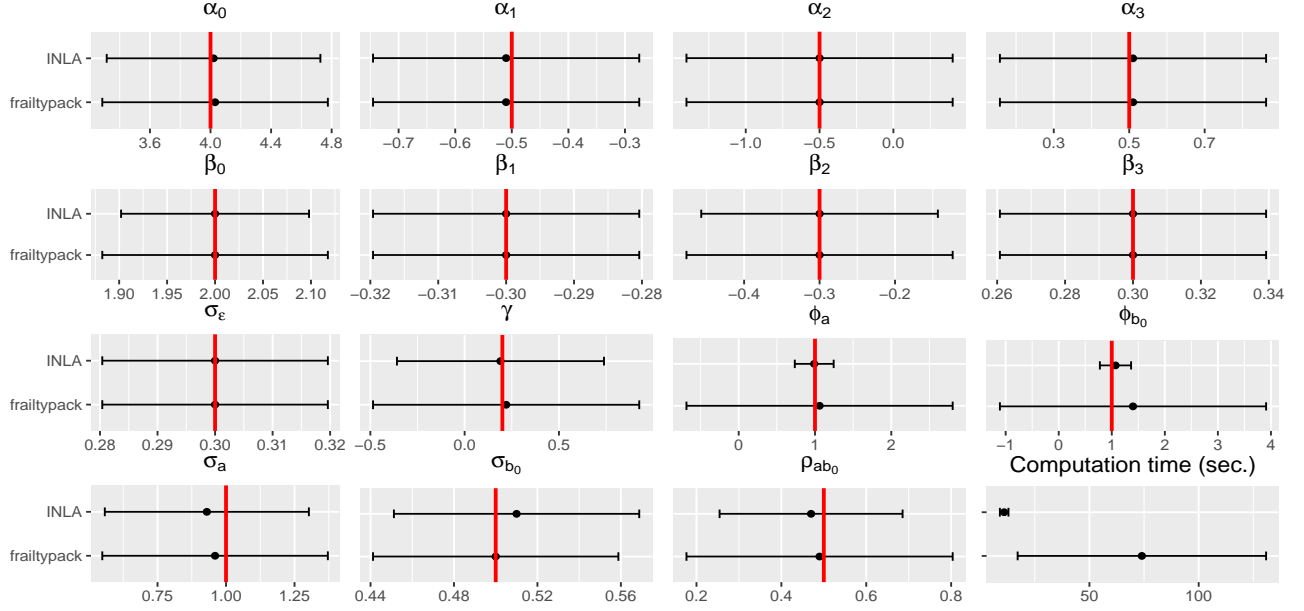 α0 α1 α2 α3
INLA
frailtypack
3.6 4.0 4.4 4.8 −0.7 −0.6 −0.5 −0.4 −0.3 −1.0 −0.5 0.0 0.3 0.5 0.7
β0 β1 β2 β3
INLA
frailtypack
1.90 1.95 2.00 2.05 2.10 −0.32 −0.31 −0.30 −0.29 −0.28 −0.4 −0.3 −0.2 0.26 0.28 0.30 0.32 0.34
σε γ ϕa ϕb0
INLA
frailtypack
0.28 0.29 0.30 0.31 0.32 −0.5 0.0 0.5 0 1 2 −1 0 1 2 3 4
σa σb0 ρab0 Computation time (sec.)
INLA
frailtypack
0.75 1.00 1.25 0.44 0.48 0.52 0.56 0.2 0.4 0.6 0.8 50 100